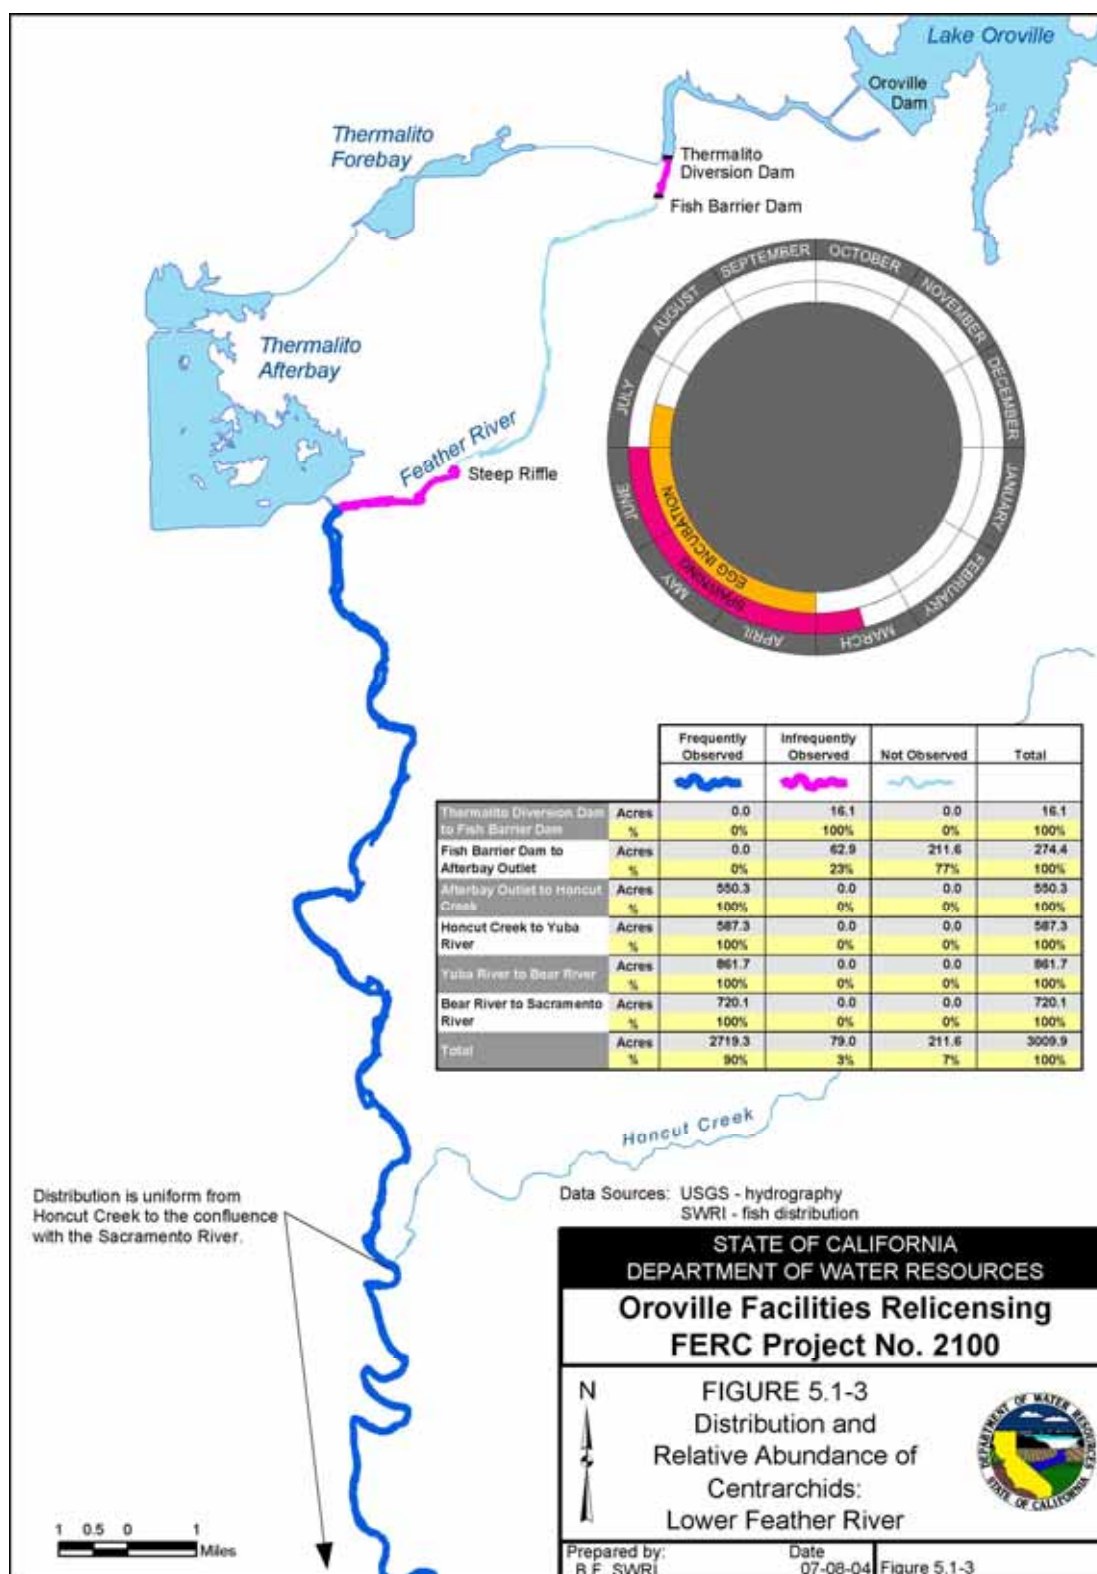 Lake Oroville
Oroville
Dam
Thermalito
Forebay
Thermalito
Diversion Dam
Fish Barrier Dam
Thermalito
Afterbay
Feather River
Steep Riffle
SEPTEMBER
OCTOBER
NOVEMBER
DECEMBER
JANUARY
FEBRUARY
MARCH
APRIL
MAY
JUNE
JULY
AUGUST
EGG INCUBATION
SPAWNING
Frequently Observed Infrequently Observed Not Observed Total
Thermalito Diversion Dam to Fish Barrier Dam Acres 0.0 16.1 0.0 16.1
% 0% 100% 0% 100%
Fish Barrier Dam to Afterbay Outlet Acres 0.0 62.9 211.6 274.4
% 0% 23% 77% 100%
Afterbay Outlet to Honcut Creek Acres 550.3 0.0 0.0 550.3
% 100% 0% 0% 100%
Honcut Creek to Yuba River Acres 587.3 0.0 0.0 587.3
% 100% 0% 0% 100%
Yuba River to Bear River Acres 861.7 0.0 0.0 861.7
% 100% 0% 0% 100%
Bear River to Sacramento River Acres 720.1 0.0 0.0 720.1
% 100% 0% 0% 100%
Total Acres 2719.3 79.0 211.6 3009.9
% 90% 3% 7% 100%
Honcut Creek
Distribution is uniform from
Honcut Creek to the confluence
with the Sacramento River.
Data Sources: USGS - hydrography
SWRI - fish distribution
STATE OF CALIFORNIA
DEPARTMENT OF WATER RESOURCES
Oroville Facilities Relicensing
FERC Project No. 2100
N
FIGURE 5.1-3
Distribution and
Relative Abundance of
Centrarchids:
Lower Feather River
DEPARTMENT OF WATER RESOURCES
STATE OF CALIFORNIA
1 0.5 0 1
Miles
Prepared by: Date
B.F. SWRI 07-08-04 Figure 5.1-3